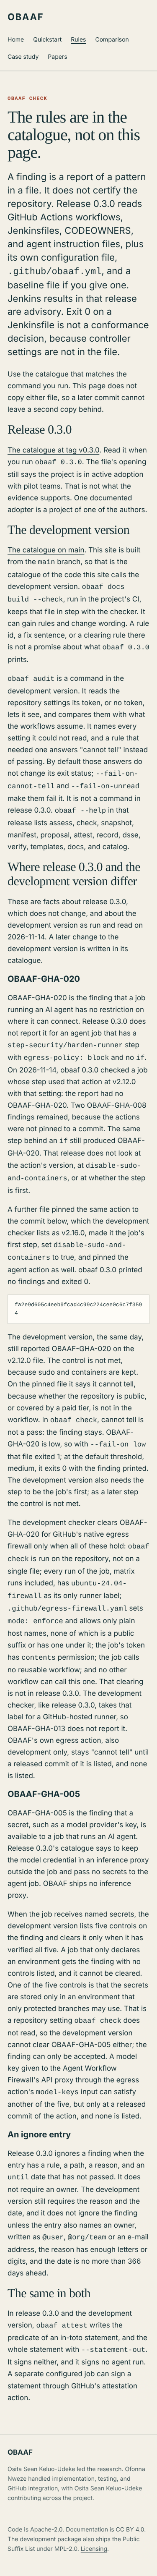 OBAAF
Home Quickstart Rules Comparison
Case study Papers
OBAAF CHECK
The rules are in the
catalogue, not on this
page.
A finding is a report of a pattern
in a file. It does not certify the
repository. Release 0.3.0 reads
GitHub Actions workflows,
Jenkinsfiles, CODEOWNERS,
and agent instruction files, plus
its own configuration file,
.github/obaaf.yml, and a
baseline file if you give one.
Jenkins results in that release
are advisory. Exit 0 on a
Jenkinsfile is not a conformance
decision, because controller
settings are not in the file.
Use the catalogue that matches the
command you run. This page does not
copy either file, so a later commit cannot
leave a second copy behind.
Release 0.3.0
The catalogue at tag v0.3.0. Read it when
you run obaaf 0.3.0. The file's opening
still says the project is in active adoption
with pilot teams. That is not what the
evidence supports. One documented
adopter is a project of one of the authors.
The development version
The catalogue on main. This site is built
from the main branch, so that is the
catalogue of the code this site calls the
development version. obaaf docs
build --check, run in the project's CI,
keeps that file in step with the checker. It
can gain rules and change wording. A rule
id, a fix sentence, or a clearing rule there
is not a promise about what obaaf 0.3.0
prints.
obaaf audit is a command in the
development version. It reads the
repository settings its token, or no token,
lets it see, and compares them with what
the workflows assume. It names every
setting it could not read, and a rule that
needed one answers "cannot tell" instead
of passing. By default those answers do
not change its exit status; --fail-on-
cannot-tell and --fail-on-unread
make them fail it. It is not a command in
release 0.3.0. obaaf --help in that
release lists assess, check, snapshot,
manifest, proposal, attest, record, dsse,
verify, templates, docs, and catalog.
Where release 0.3.0 and the
development version differ
These are facts about release 0.3.0,
which does not change, and about the
development version as run and read on
2026-11-14. A later change to the
development version is written in its
catalogue.
OBAAF-GHA-020
OBAAF-GHA-020 is the finding that a job
running an AI agent has no restriction on
where it can connect. Release 0.3.0 does
not report it for an agent job that has a
step-security/harden-runner step
with egress-policy: block and no if.
On 2026-11-14, obaaf 0.3.0 checked a job
whose step used that action at v2.12.0
with that setting: the report had no
OBAAF-GHA-020. Two OBAAF-GHA-008
findings remained, because the actions
were not pinned to a commit. The same
step behind an if still produced OBAAF-
GHA-020. That release does not look at
the action's version, at disable-sudo-
and-containers, or at whether the step
is first.
A further file pinned the same action to
the commit below, which the development
checker lists as v2.16.0, made it the job's
first step, set disable-sudo-and-
containers to true, and pinned the
agent action as well. obaaf 0.3.0 printed
no findings and exited 0.
The development version, the same day,
still reported OBAAF-GHA-020 on the
v2.12.0 file. The control is not met,
because sudo and containers are kept.
On the pinned file it says it cannot tell,
because whether the repository is public,
or covered by a paid tier, is not in the
workflow. In obaaf check, cannot tell is
not a pass: the finding stays. OBAAF-
GHA-020 is low, so with --fail-on low
that file exited 1; at the default threshold,
medium, it exits 0 with the finding printed.
The development version also needs the
step to be the job's first; as a later step
the control is not met.
The development checker clears OBAAF-
GHA-020 for GitHub's native egress
firewall only when all of these hold: obaaf
check is run on the repository, not on a
single file; every run of the job, matrix
runs included, has ubuntu-24.04-
firewall as its only runner label;
.github/egress-firewall.yaml sets
mode: enforce and allows only plain
host names, none of which is a public
suffix or has one under it; the job's token
has contents permission; the job calls
no reusable workflow; and no other
workflow can call this one. That clearing
is not in release 0.3.0. The development
checker, like release 0.3.0, takes that
label for a GitHub-hosted runner, so
OBAAF-GHA-013 does not report it.
OBAAF's own egress action, also
development only, stays "cannot tell" until
a released commit of it is listed, and none
is listed.
OBAAF-GHA-005
OBAAF-GHA-005 is the finding that a
secret, such as a model provider's key, is
available to a job that runs an AI agent.
Release 0.3.0's catalogue says to keep
the model credential in an inference proxy
outside the job and pass no secrets to the
agent job. OBAAF ships no inference
proxy.
When the job receives named secrets, the
development version lists five controls on
the finding and clears it only when it has
verified all five. A job that only declares
an environment gets the finding with no
controls listed, and it cannot be cleared.
One of the five controls is that the secrets
are stored only in an environment that
only protected branches may use. That is
a repository setting obaaf check does
not read, so the development version
cannot clear OBAAF-GHA-005 either; the
finding can only be accepted. A model
key given to the Agent Workflow
Firewall's API proxy through the egress
action's model-keys input can satisfy
another of the five, but only at a released
commit of the action, and none is listed.
An ignore entry
Release 0.3.0 ignores a finding when the
entry has a rule, a path, a reason, and an
until date that has not passed. It does
not require an owner. The development
version still requires the reason and the
date, and it does not ignore the finding
unless the entry also names an owner,
written as @user, @org/team or an e-mail
address, the reason has enough letters or
digits, and the date is no more than 366
days ahead.
The same in both
In release 0.3.0 and the development
version, obaaf attest writes the
predicate of an in-toto statement, and the
whole statement with --statement-out.
It signs neither, and it signs no agent run.
A separate configured job can sign a
statement through GitHub's attestation
action.
OBAAF
Osita Sean Keluo-Udeke led the research. Ofonna
Nweze handled implementation, testing, and
GitHub integration, with Osita Sean Keluo-Udeke
contributing across the project.
Code is Apache-2.0. Documentation is CC BY 4.0.
The development package also ships the Public
Suffix List under MPL-2.0. Licensing.